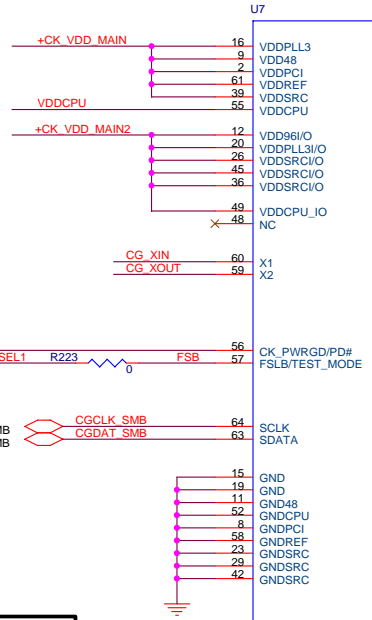 U7
+CK_VDD_MAIN 16 VDDPLL3
9 VDD48
2 VDDPCI
61 VDDREF
39 VDDSRC
VDDCPU 55 VDDCPU
+CK_VDD_MAIN2 12 VDD96I/O
20 VDDPLL3I/O
26 VDDSRCI/O
45 VDDSRCI/O
36 VDDSRCI/O
49 VDDCPU_IO
48 NC
CG_XIN 60 X1
CG_XOUT 59 X2
56 CK_PWRGD/PD#
SEL1 R223 0 FSB 57 FSLB/TEST_MODE
MB CGCLK_SMB 64 SCLK
MB CGDAT_SMB 63 SDATA
15 GND
19 GND
11 GND48
52 GNDCPU
8 GNDPCI
58 GNDREF
23 GNDSRC
29 GNDSRC
42 GNDSRC